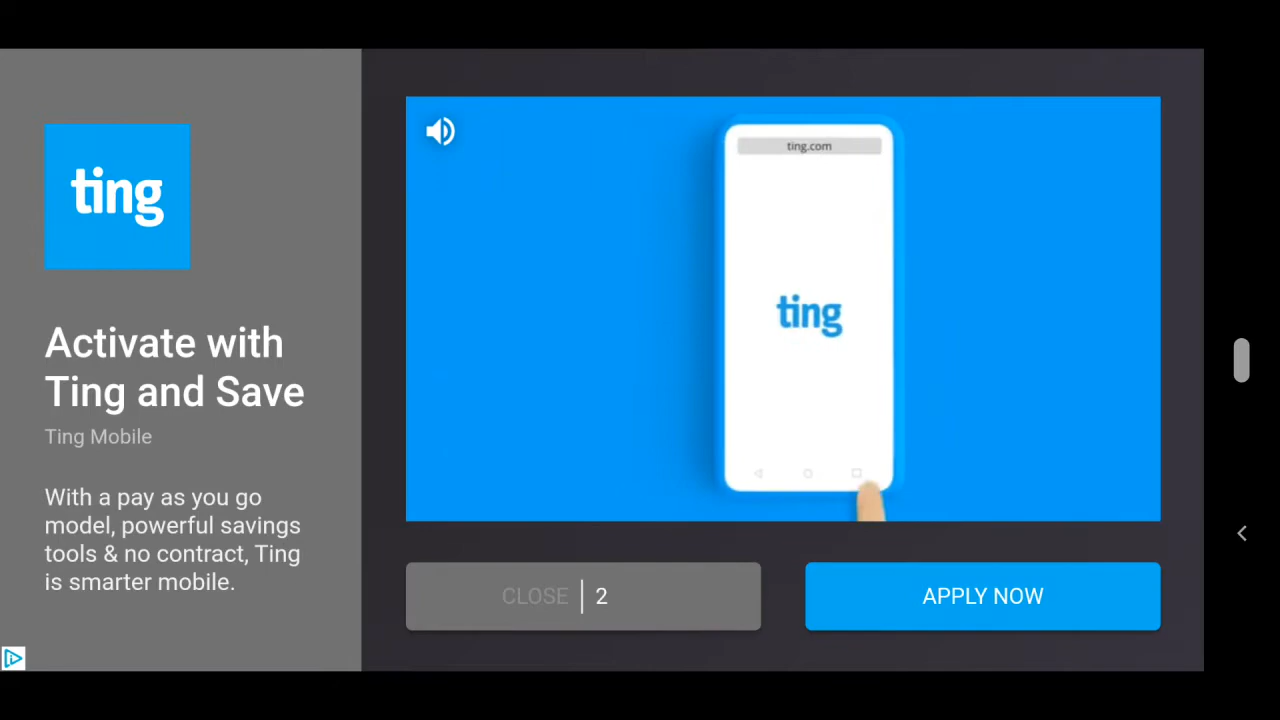 ting
Activate with
Ting and Save
Ting Mobile
With a pay as you go
model, powerful savings
tools & no contract, Ting
is smarter mobile.
ting.com
ting
CLOSE | 2
APPLY NOW